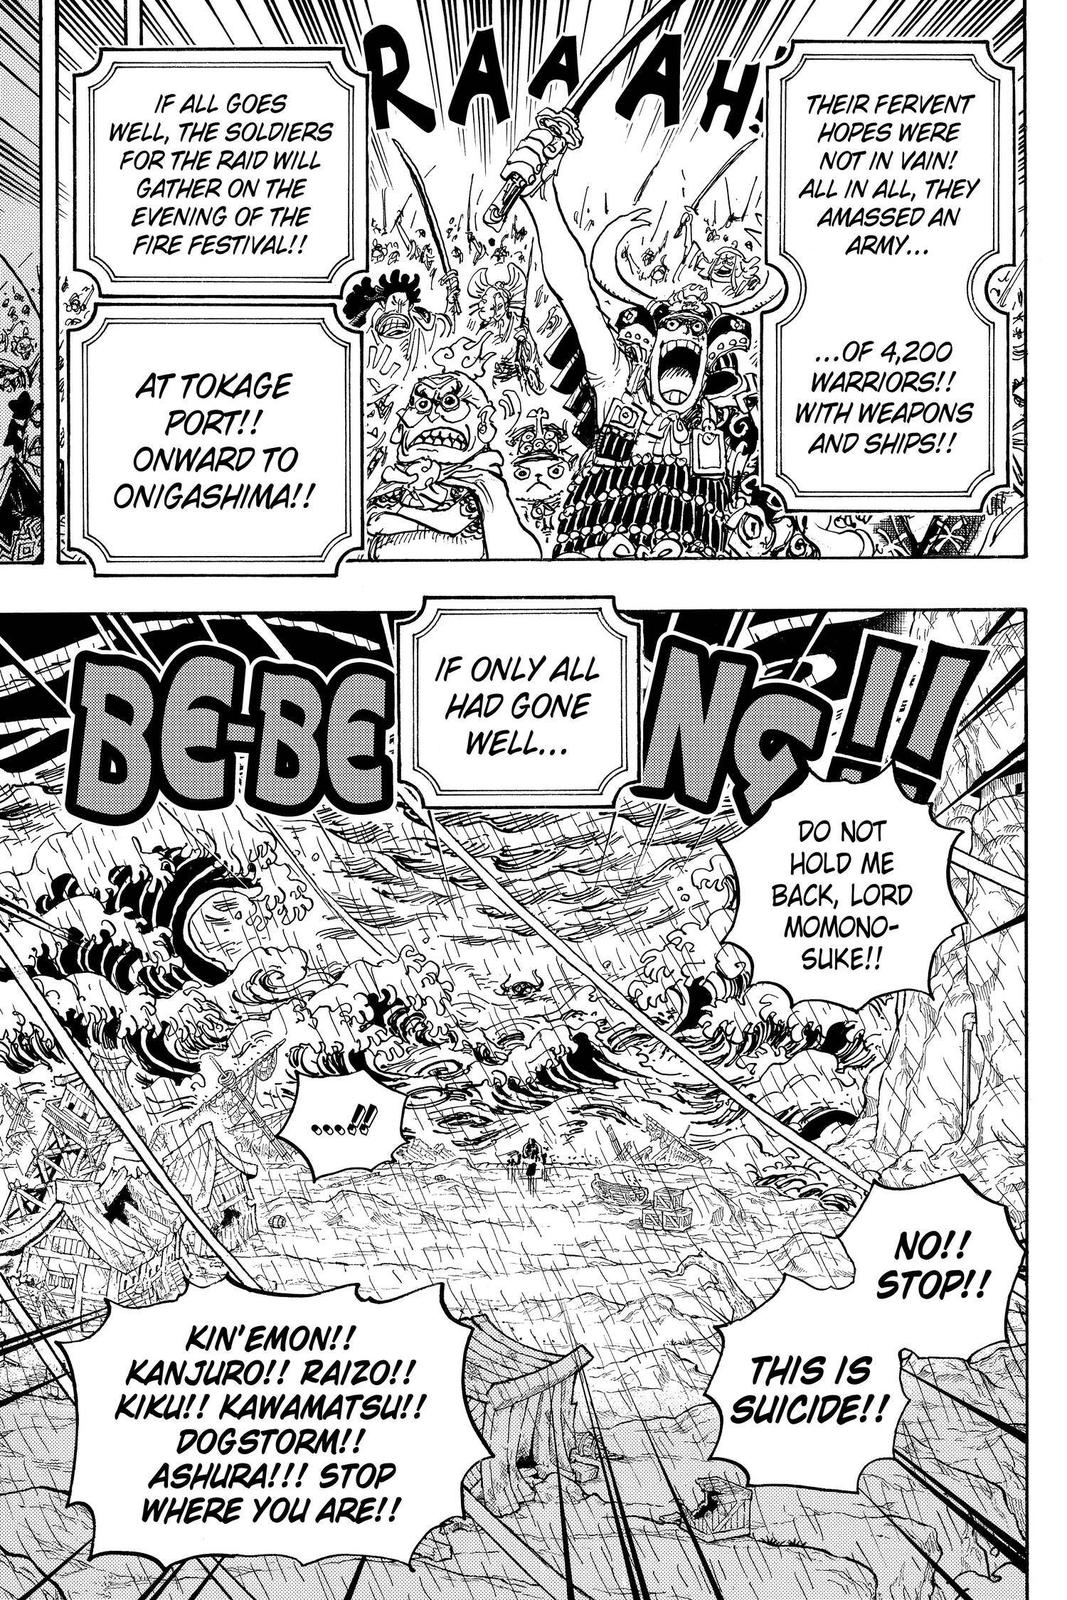 RAAAH!
THEIR FERVENT
HOPES WERE
NOT IN VAIN!
ALL IN ALL, THEY
AMASSED AN
ARMY...
...OF 4,200
WARRIORS!!
WITH WEAPONS
AND SHIPS!!
IF ALL GOES
WELL, THE SOLDIERS
FOR THE RAID WILL
GATHER ON THE
EVENING OF THE
FIRE FESTIVAL!!
AT TOKAGE
PORT!!
ONWARD TO
ONIGASHIMA!!
IF ONLY ALL
HAD GONE
WELL...
BE-BE NG!!
DO NOT
HOLD ME
BACK, LORD
MOMONO-
SUKE!!
...!!
NO!!
STOP!!
THIS IS
SUICIDE!!
KIN'EMON!!
KANJURO!! RAIZO!!
KIKU!! KAWAMATSU!!
DOGSTORM!!
ASHURA!!! STOP
WHERE YOU ARE!!